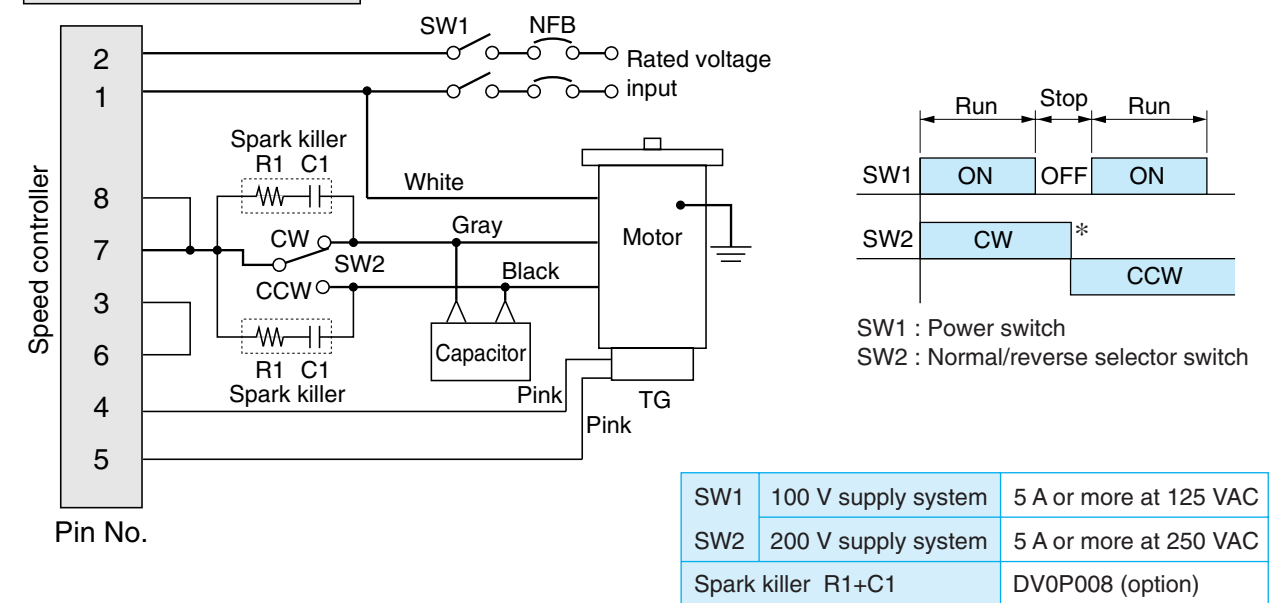 SW1 NFB
2 Rated voltage
1 input
Spark killer
R1 C1
8 White
7 CW Gray Motor
SW2
Black
3 CCW
6 Capacitor
R1 C1
Spark killer
4 Pink TG
5 Pink
Speed controller
Pin No.
Run Stop Run
SW1 ON OFF ON
SW2 CW *
CCW
SW1 : Power switch
SW2 : Normal/reverse selector switch
SW1 100 V supply system 5 A or more at 125 VAC
SW2 200 V supply system 5 A or more at 250 VAC
Spark killer R1+C1 DV0P008 (option)